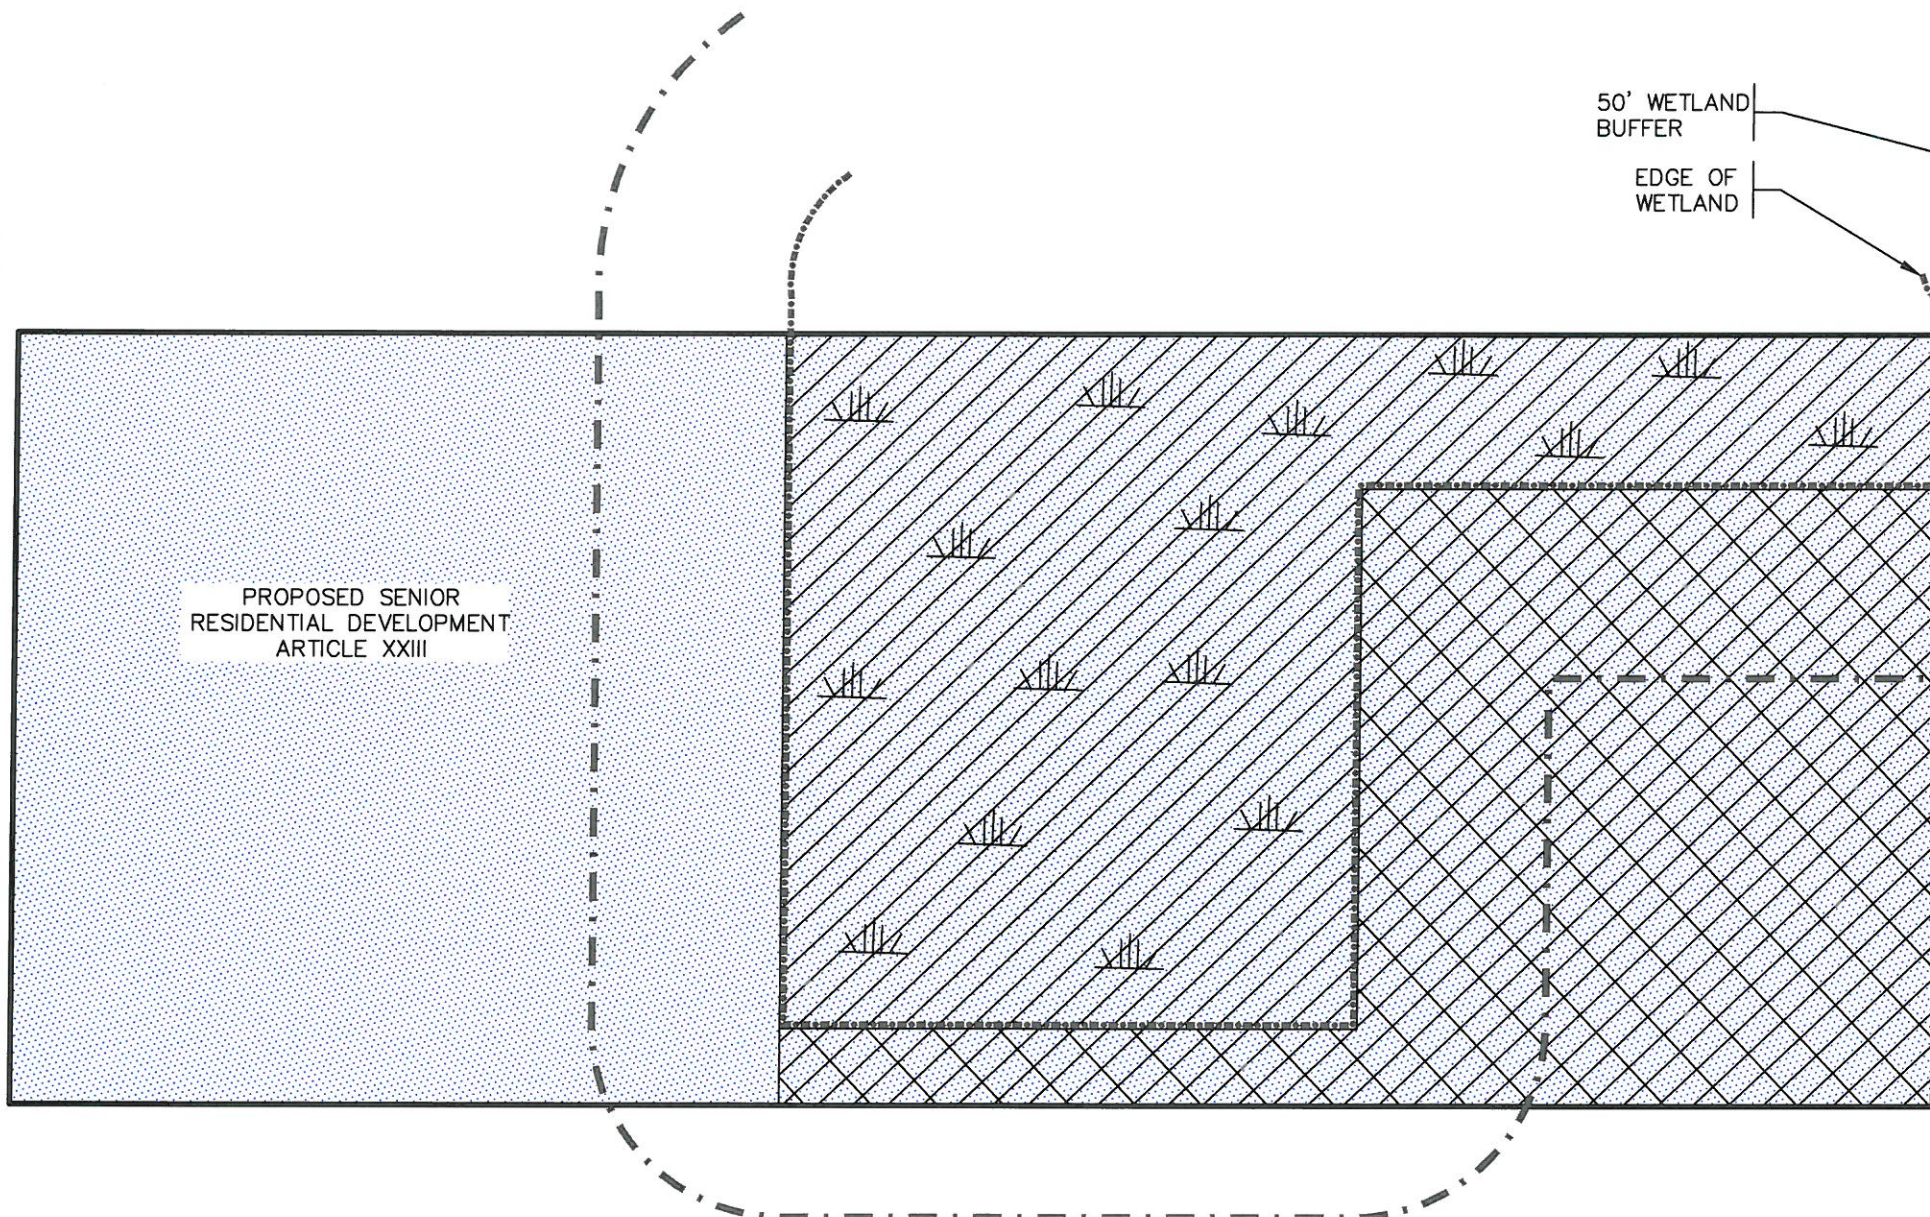 50' WETLAND
BUFFER
EDGE OF
WETLAND
PROPOSED SENIOR
RESIDENTIAL DEVELOPMENT
ARTICLE XXIII